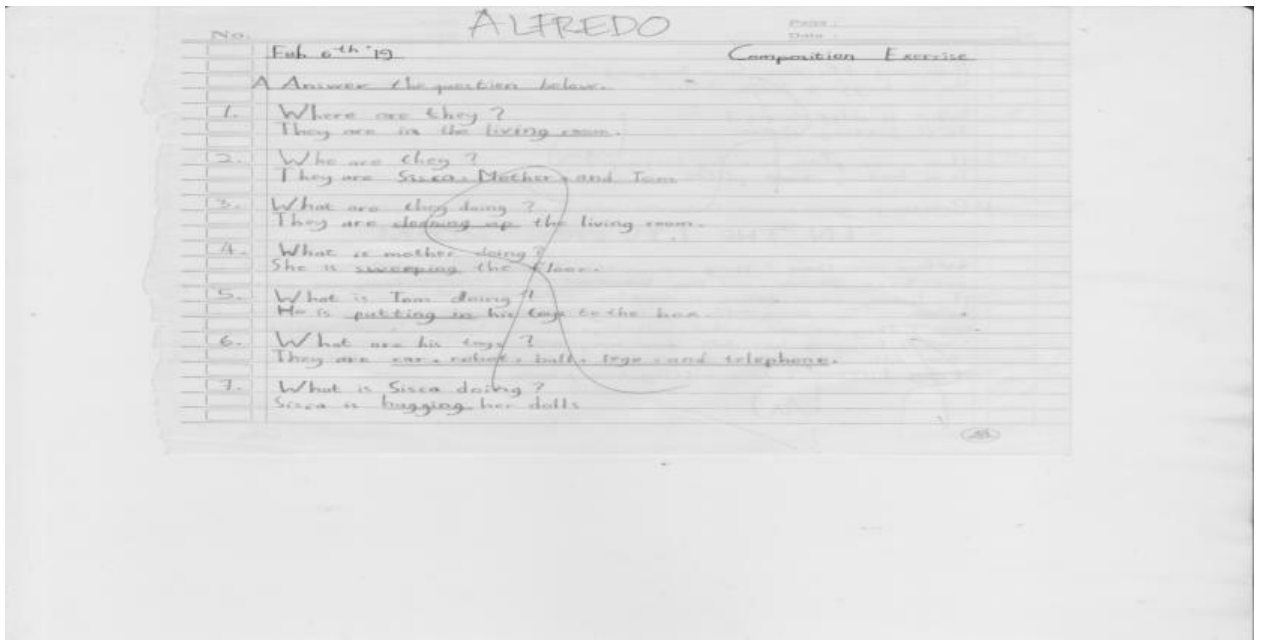 ALFREDO
No.
Date :
Feb 6th '19 Composition Exercise
A Answer the question below.
1. Where are they ?
They are in the living room.
2. Who are they ?
They are Sisca, Mother, and Tom
3. What are they doing ?
They are cleaning up the living room.
4. What is mother doing?
She is sweeping the floor.
5. What is Tom doing ?
He is putting in his toys to the box.
6. What are his toys ?
They are car, robot, ball, lego, and telephone.
7. What is Sisca doing ?
Sisca is hugging her dolls